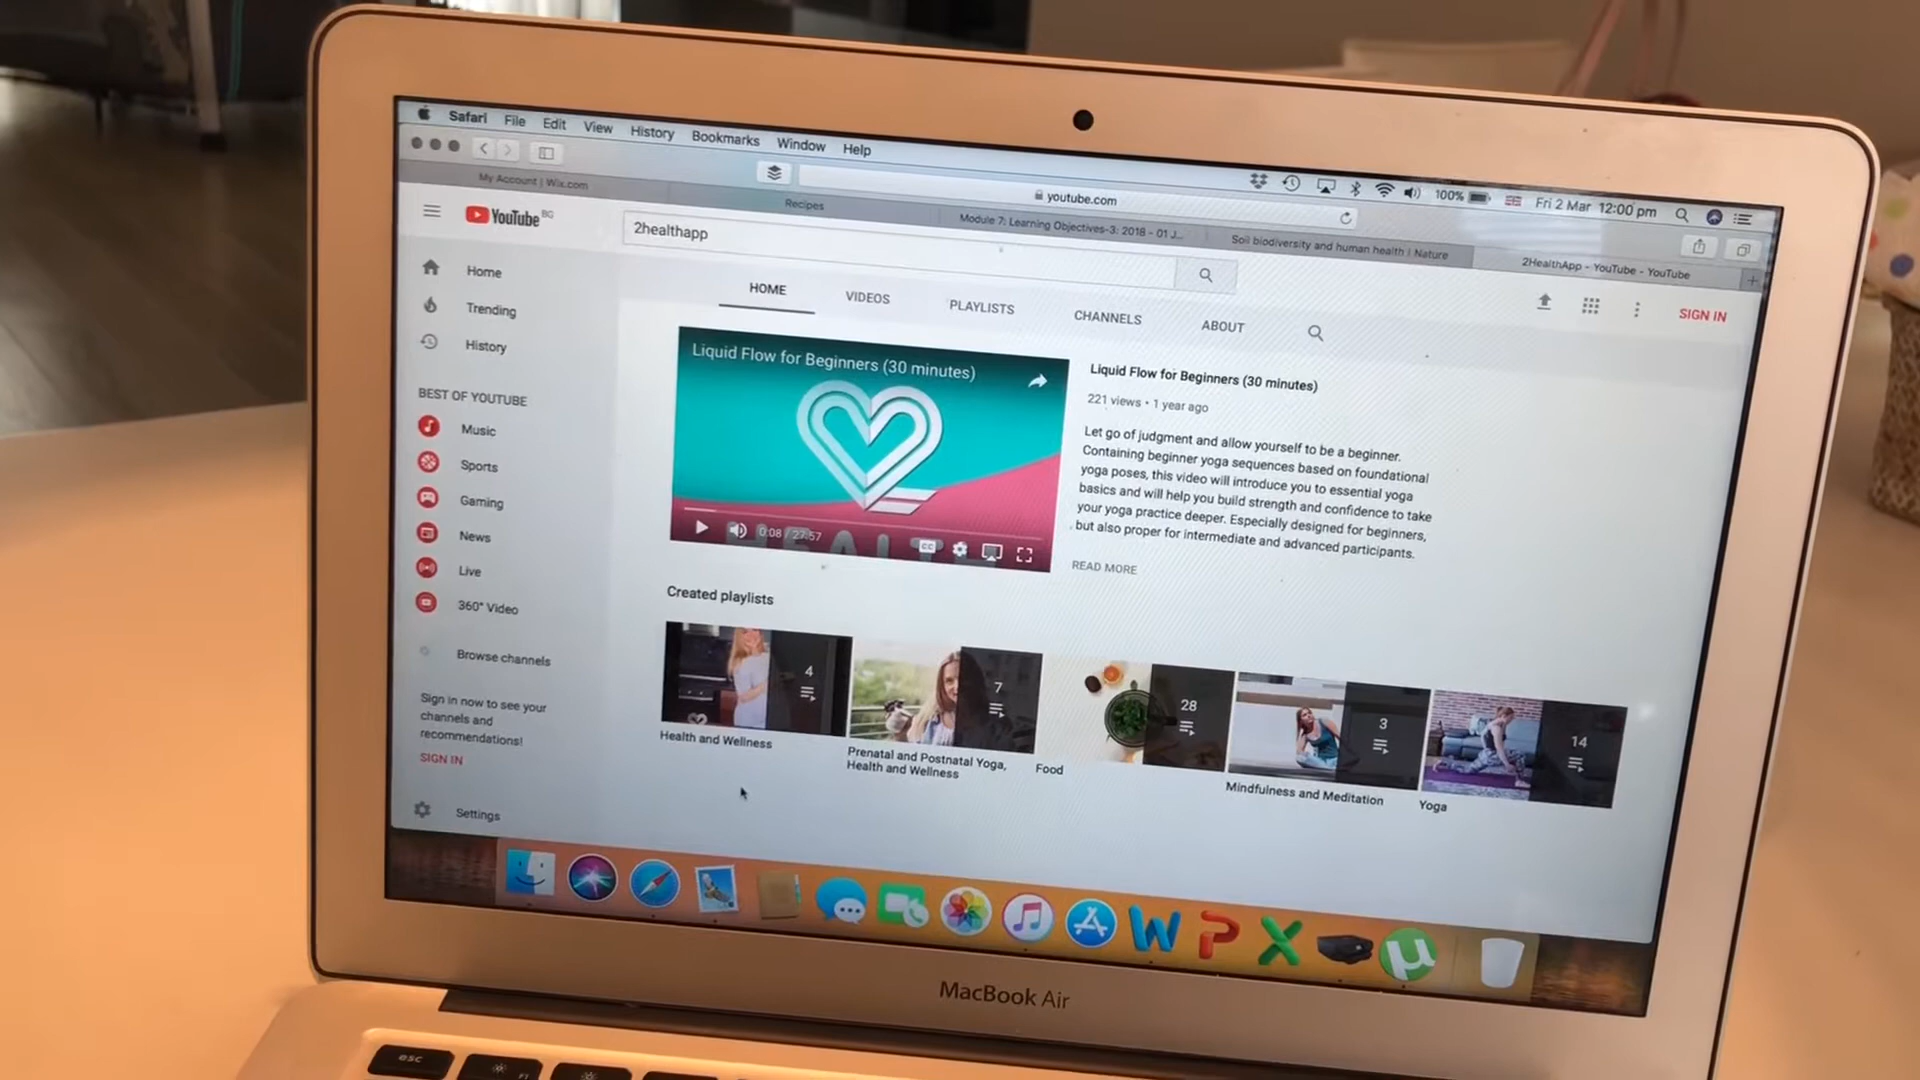 Safari File Edit View History Bookmarks Window Help
100% Fri 2 Mar 12:00 pm
youtube.com
My Account | Wix.com
Recipes
Module 7: Learning Objectives-3: 2018 - 01 J...
Soil biodiversity and human health | Nature
2HealthApp - YouTube - YouTube
YouTube BG
2healthapp
SIGN IN
Home
Trending
History
BEST OF YOUTUBE
Music
Sports
Gaming
News
Live
360° Video
Browse channels
Sign in now to see your
channels and
recommendations!
SIGN IN
Settings
HOME VIDEOS PLAYLISTS CHANNELS ABOUT
Liquid Flow for Beginners (30 minutes)
0:08 / 27:57
CC
Liquid Flow for Beginners (30 minutes)
221 views • 1 year ago
Let go of judgment and allow yourself to be a beginner.
Containing beginner yoga sequences based on foundational
yoga poses, this video will introduce you to essential yoga
basics and will help you build strength and confidence to take
your yoga practice deeper. Especially designed for beginners,
but also proper for intermediate and advanced participants.
READ MORE
Created playlists
4
Health and Wellness
7
Prenatal and Postnatal Yoga,
Health and Wellness
28
Food
3
Mindfulness and Meditation
14
Yoga
MacBook Air
esc